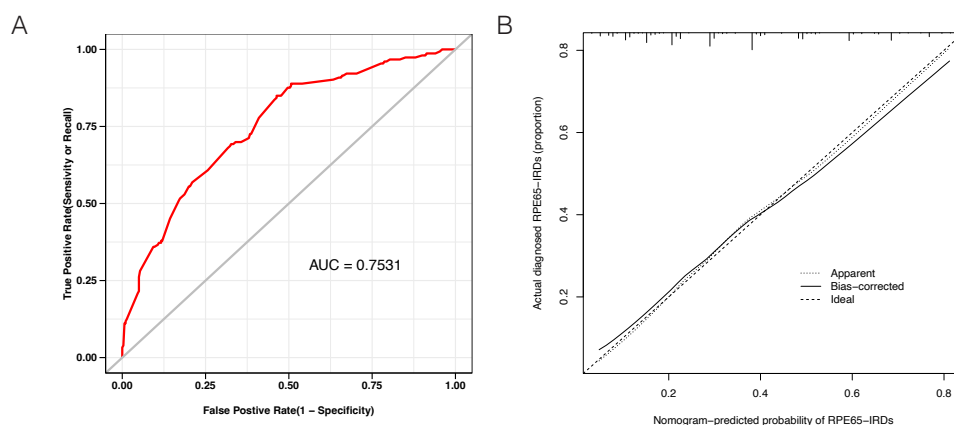 A
1.00
0.75
0.50
0.25
0.00
True Positive Rate(Sensivity or Recall)
AUC = 0.7531
0.00 0.25 0.50 0.75 1.00
False Postive Rate(1 − Specificity)
B
0.8
0.6
0.4
0.2
Actual diagnosed RPE65−IRDs (proportion)
Apparent
Bias−corrected
Ideal
0.2 0.4 0.6 0.8
Nomogram−predicted probability of RPE65−IRDs